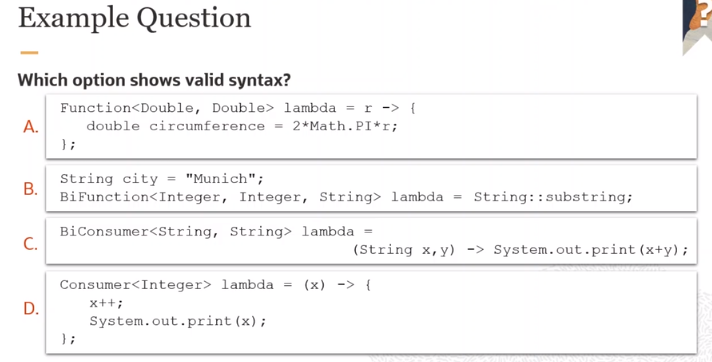 Example Question
Which option shows valid syntax?
A.
Function<Double, Double> lambda = r -> {
double circumference = 2*Math.PI*r;
};
B.
String city = "Munich";
BiFunction<Integer, Integer, String> lambda = String::substring;
C.
BiConsumer<String, String> lambda =
(String x,y) -> System.out.print(x+y);
D.
Consumer<Integer> lambda = (x) -> {
x++;
System.out.print(x);
};